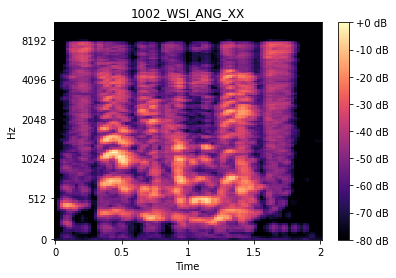 1002_WSI_ANG_XX
Hz
8192
4096
2048
1024
512
0
0 0.5 1 1.5 2
Time
+0 dB
-10 dB
-20 dB
-30 dB
-40 dB
-50 dB
-60 dB
-70 dB
-80 dB